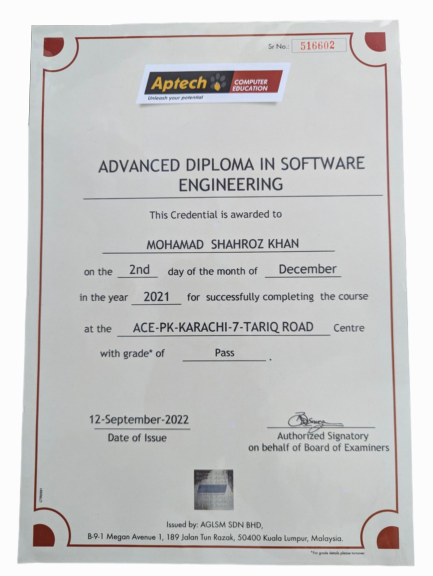 Sr No.: 516602
Aptech COMPUTER EDUCATION
Unleash your potential
ADVANCED DIPLOMA IN SOFTWARE
ENGINEERING
This Credential is awarded to
MOHAMAD SHAHROZ KHAN
on the 2nd day of the month of December
in the year 2021 for successfully completing the course
at the ACE-PK-KARACHI-7-TARIQ ROAD Centre
with grade* of Pass .
12-September-2022
Date of Issue
Authorized Signatory
on behalf of Board of Examiners
Issued by: AGLSM SDN BHD,
B-9-1 Megan Avenue 1, 189 Jalan Tun Razak, 50400 Kuala Lumpur, Malaysia.
*For grade details please turnover.